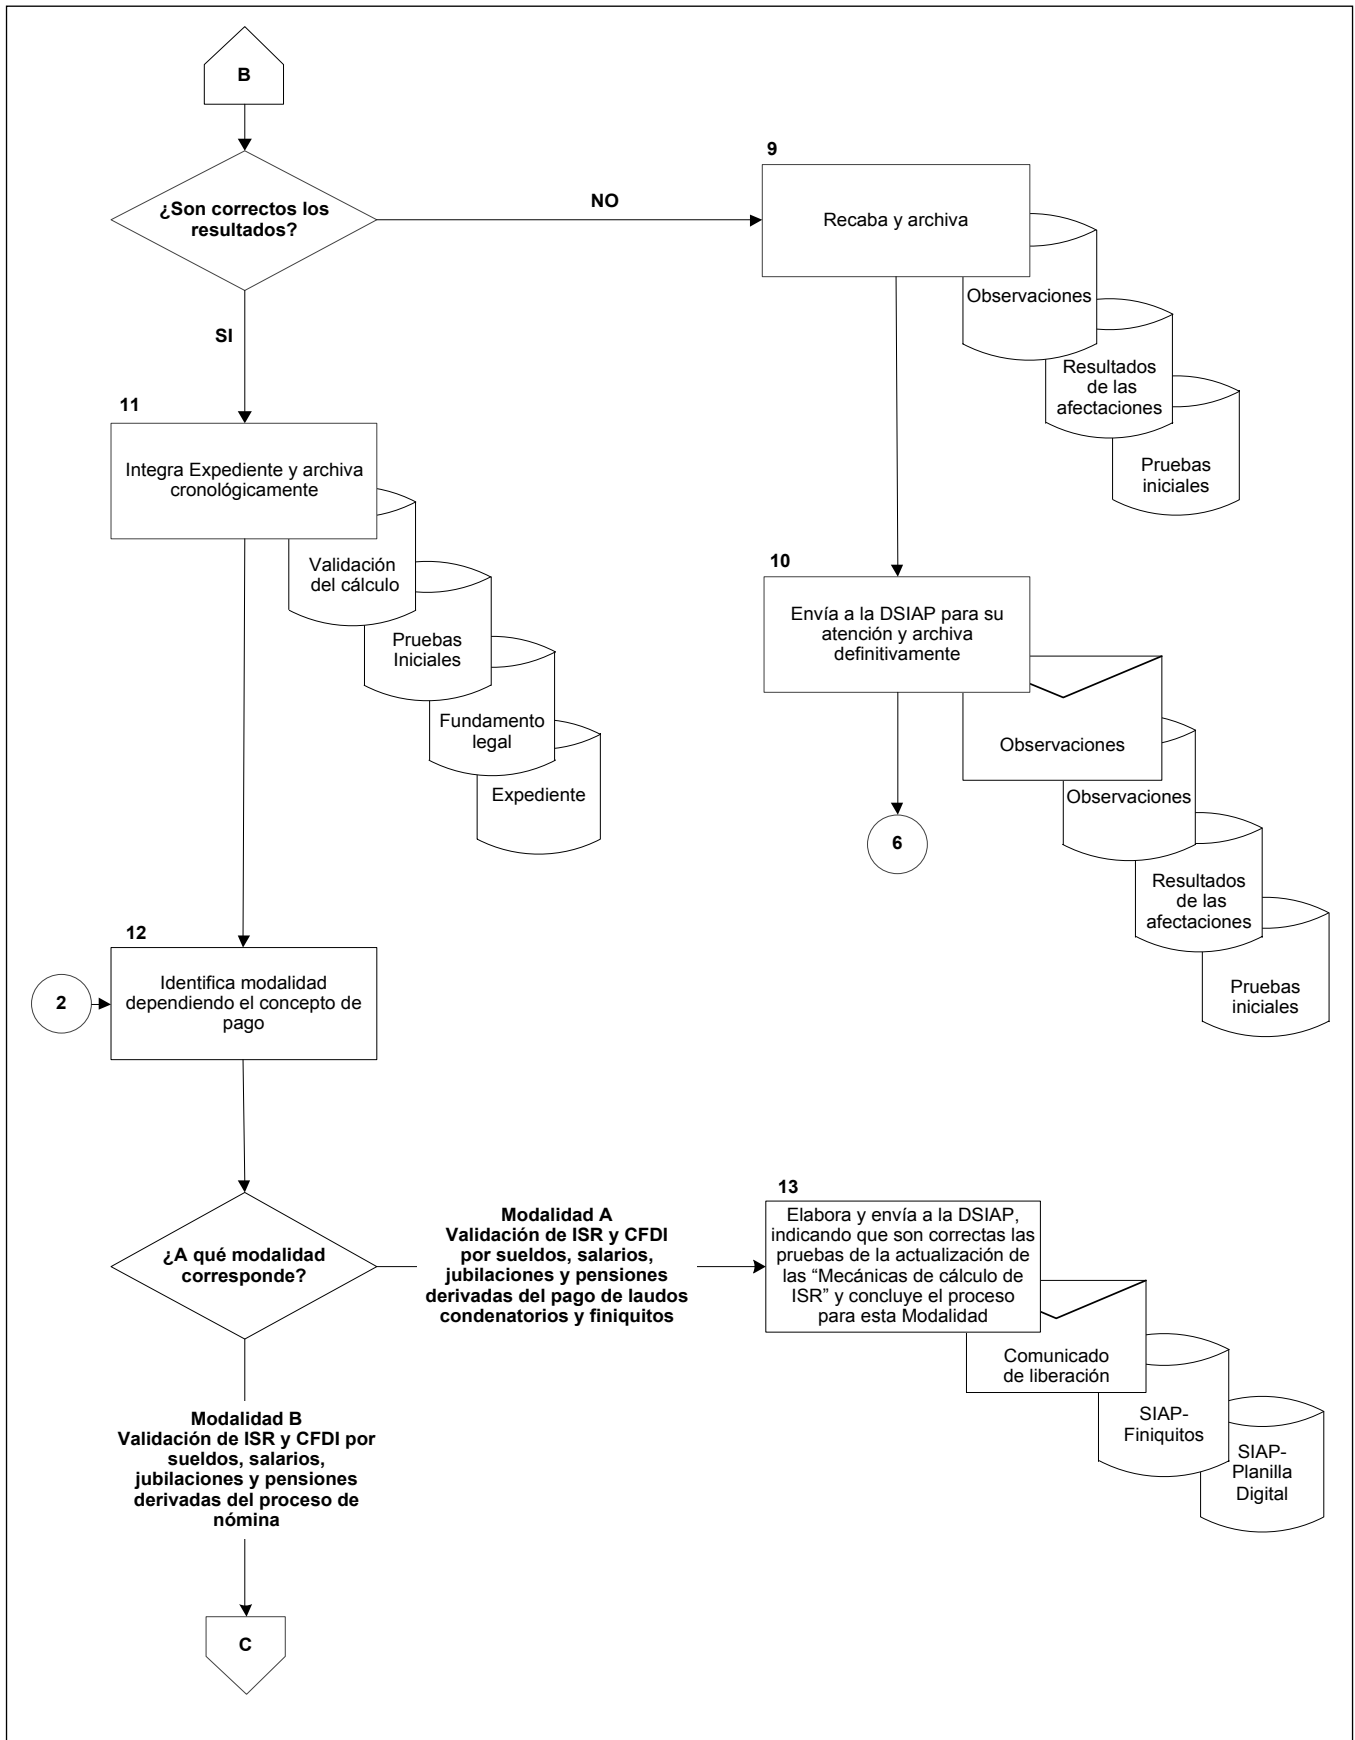 B
¿Son correctos los
resultados?
NO
SI
9
Recaba y archiva
Observaciones
Resultados
de las
afectaciones
Pruebas
iniciales
11
Integra Expediente y archiva
cronológicamente
Validación
del cálculo
Pruebas
Iniciales
Fundamento
legal
Expediente
10
Envía a la DSIAP para su
atención y archiva
definitivamente
Observaciones
Observaciones
Resultados
de las
afectaciones
Pruebas
iniciales
6
12
2
Identifica modalidad
dependiendo el concepto de
pago
¿A qué modalidad
corresponde?
Modalidad A
Validación de ISR y CFDI
por sueldos, salarios,
jubilaciones y pensiones
derivadas del pago de laudos
condenatorios y finiquitos
13
Elabora y envía a la DSIAP,
indicando que son correctas las
pruebas de la actualización de
las “Mecánicas de cálculo de
ISR” y concluye el proceso
para esta Modalidad
Comunicado
de liberación
SIAP-
Finiquitos
SIAP-
Planilla
Digital
Modalidad B
Validación de ISR y CFDI por
sueldos, salarios,
jubilaciones y pensiones
derivadas del proceso de
nómina
C